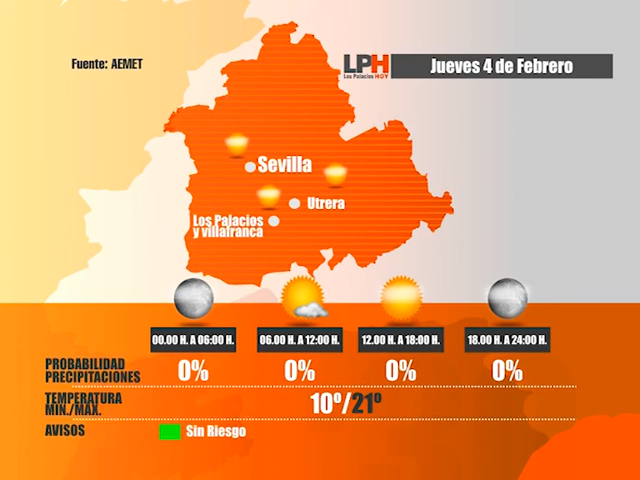 Fuente: AEMET
LPH
Los Palacios HOY
Jueves 4 de Febrero
Sevilla
Utrera
Los Palacios
y villafranca
00.00 H. A 06:00 H.
06.00 H. A 12:00 H.
12.00 H. A 18:00 H.
18.00 H. A 24:00 H.
PROBABILIDAD
PRECIPITACIONES
0%
0%
0%
0%
TEMPERATURA
MIN./MÁX.
10º/21º
AVISOS
Sin Riesgo